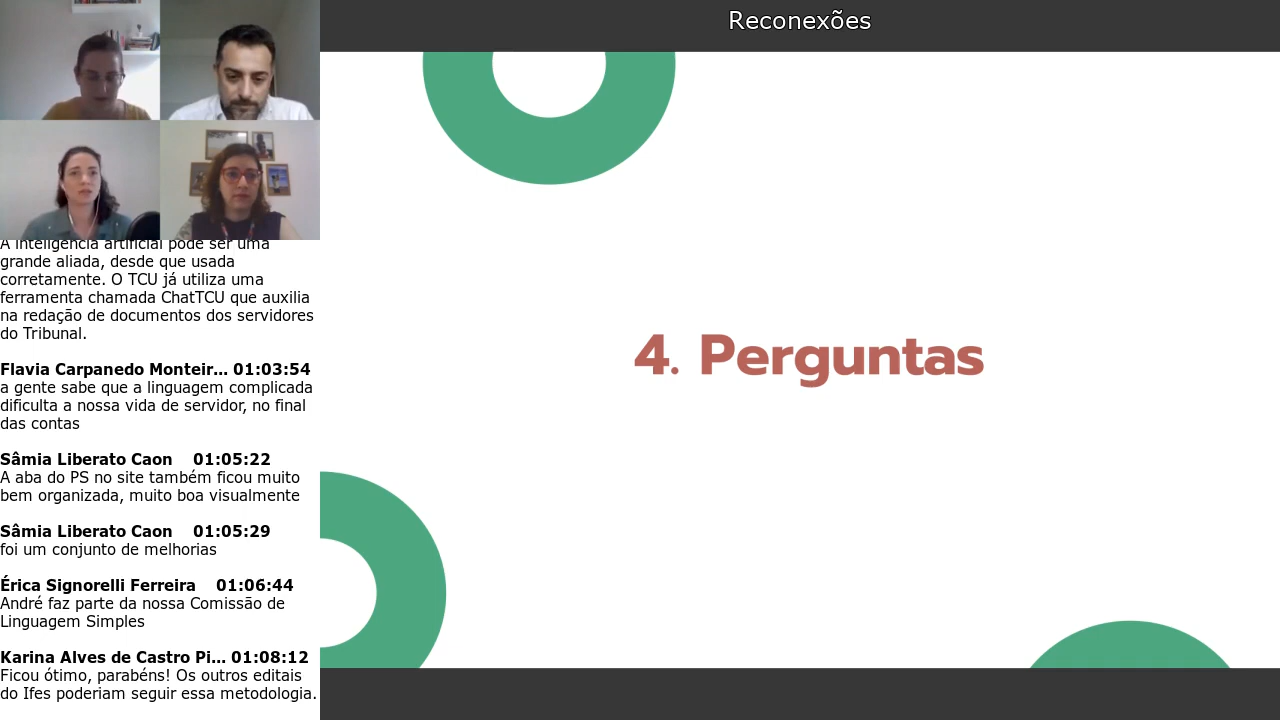 Reconexões
A inteligência artificial pode ser uma
grande aliada, desde que usada
corretamente. O TCU já utiliza uma
ferramenta chamada ChatTCU que auxilia
na redação de documentos dos servidores
do Tribunal.
Flavia Carpanedo Monteir... 01:03:54
a gente sabe que a linguagem complicada
dificulta a nossa vida de servidor, no final
das contas
Sâmia Liberato Caon 01:05:22
A aba do PS no site também ficou muito
bem organizada, muito boa visualmente
Sâmia Liberato Caon 01:05:29
foi um conjunto de melhorias
Érica Signorelli Ferreira 01:06:44
André faz parte da nossa Comissão de
Linguagem Simples
Karina Alves de Castro Pi... 01:08:12
Ficou ótimo, parabéns! Os outros editais
do Ifes poderiam seguir essa metodologia.
4. Perguntas